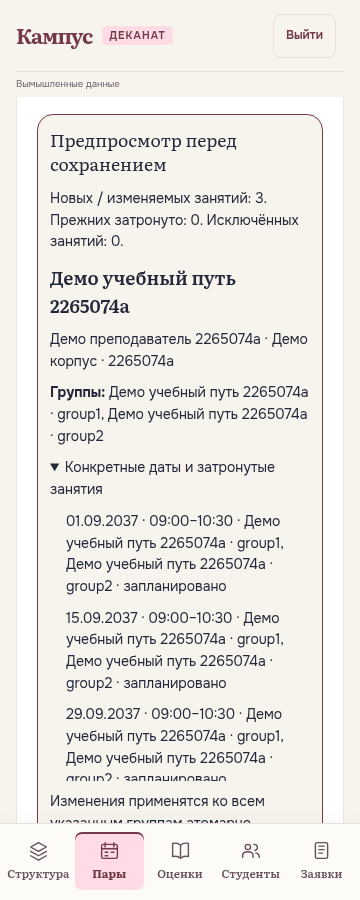 Кампус ДЕКАНАТ Выйти
Вымышленные данные
Предпросмотр перед
сохранением
Новых / изменяемых занятий: 3.
Прежних затронуто: 0. Исключённых
занятий: 0.
Демо учебный путь
2265074a
Демо преподаватель 2265074a · Демо
корпус · 2265074a
Группы: Демо учебный путь 2265074a
· group1, Демо учебный путь 2265074a
· group2
▼ Конкретные даты и затронутые
занятия
01.09.2037 · 09:00–10:30 · Демо
учебный путь 2265074a · group1,
Демо учебный путь 2265074a ·
group2 · запланировано
15.09.2037 · 09:00–10:30 · Демо
учебный путь 2265074a · group1,
Демо учебный путь 2265074a ·
group2 · запланировано
29.09.2037 · 09:00–10:30 · Демо
учебный путь 2265074a · group1,
Демо учебный путь 2265074a ·
group2 · запланировано
Изменения применятся ко всем
указанным группам атомарно
Структура Пары Оценки Студенты Заявки